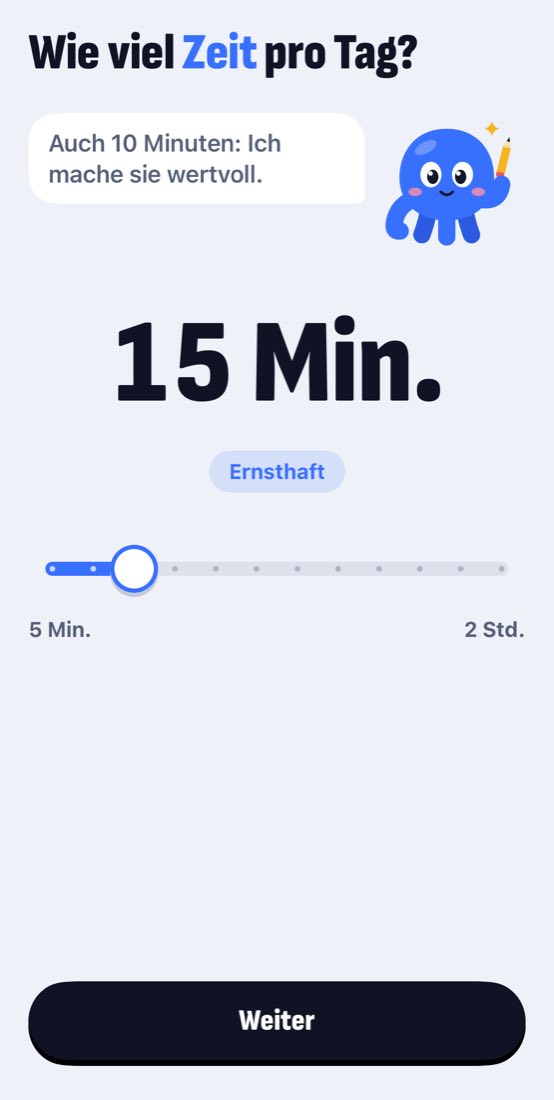 Wie viel Zeit pro Tag?
Auch 10 Minuten: Ich
mache sie wertvoll.
15 Min.
Ernsthaft
5 Min.
2 Std.
Weiter